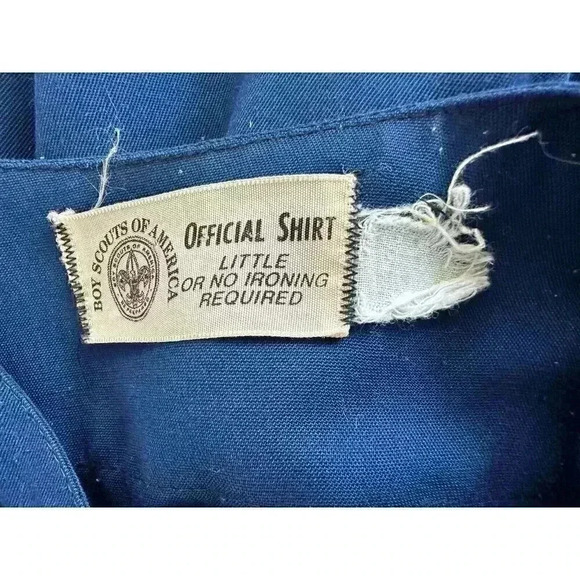 BOY SCOUTS OF AMERICA
OFFICIAL SHIRT
LITTLE
OR NO IRONING
REQUIRED